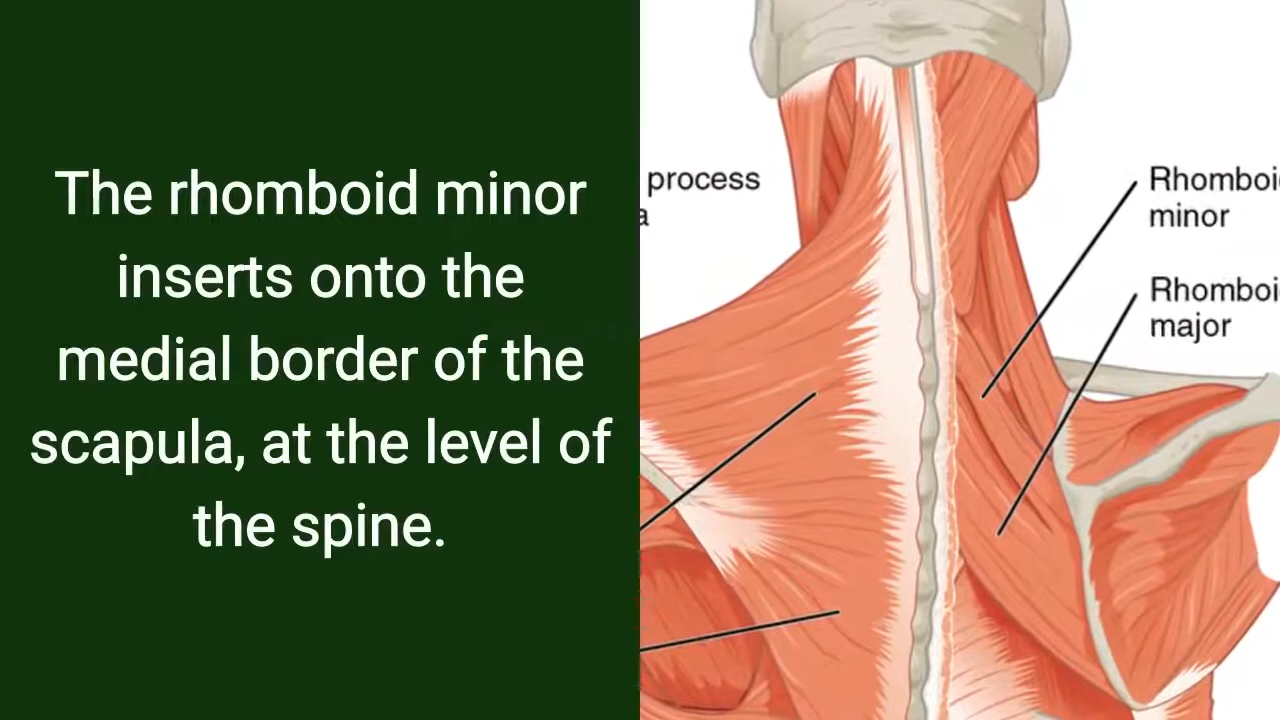 The rhomboid minor
inserts onto the
medial border of the
scapula, at the level of
the spine.
process
a
Rhomboi
minor
Rhomboi
major